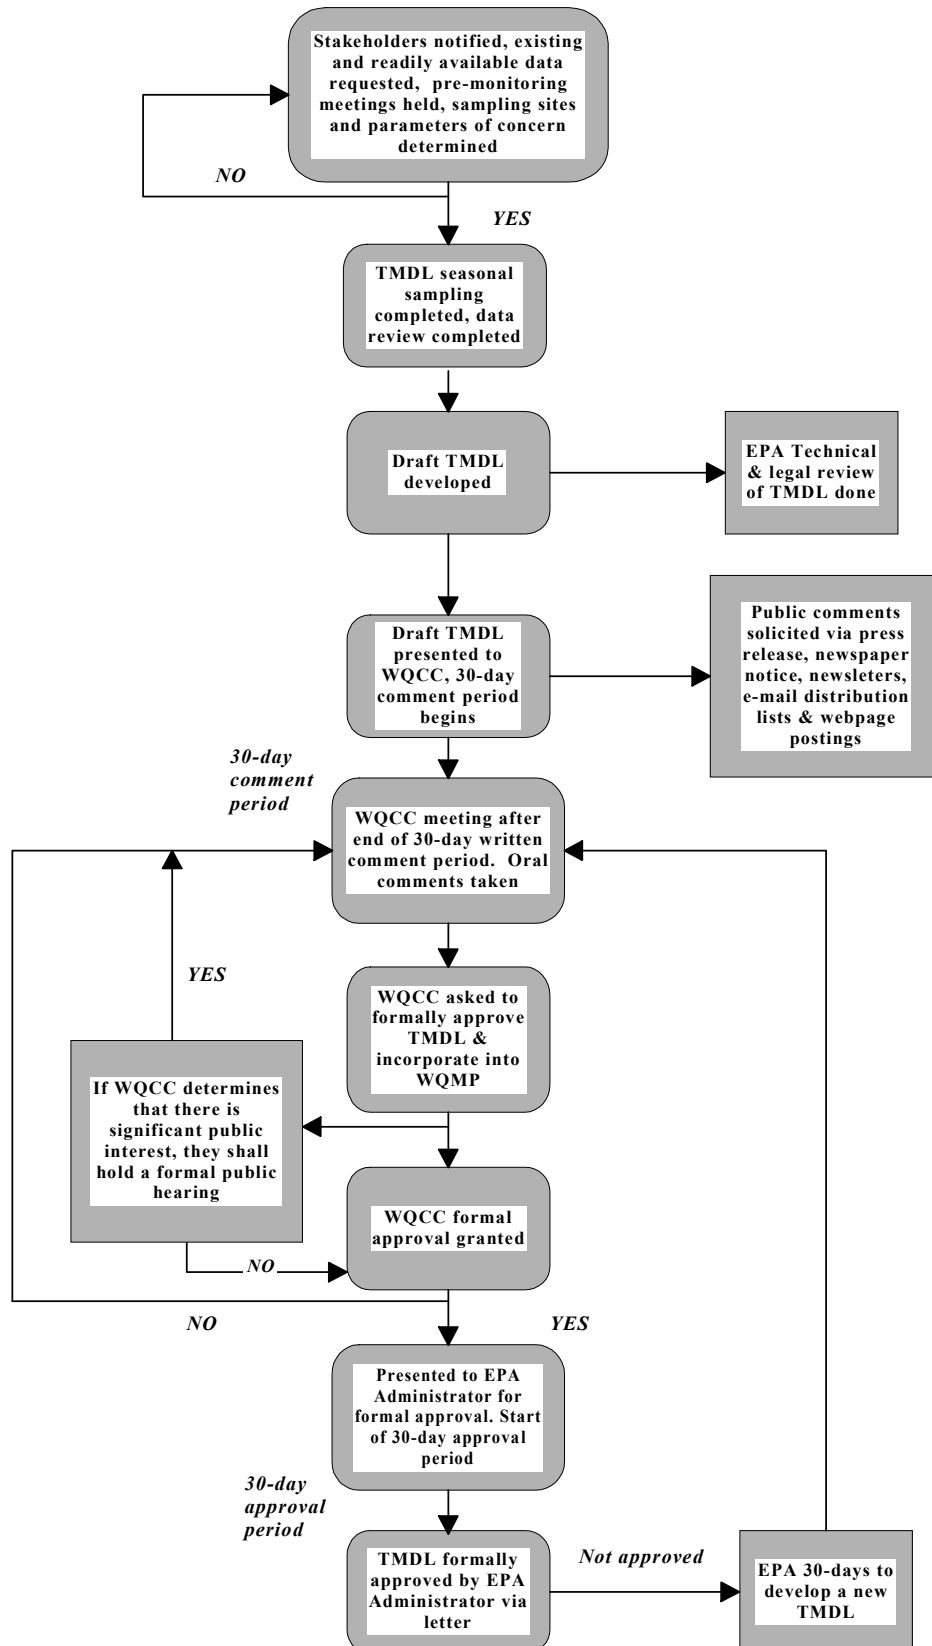 Stakeholders notified, existing
and readily available data
requested, pre-monitoring
meetings held, sampling sites
and parameters of concern
determined
NO
YES
TMDL seasonal
sampling
completed, data
review completed
Draft TMDL
developed
EPA Technical
& legal review
of TMDL done
Draft TMDL
presented to
WQCC, 30-day
comment period
begins
Public comments
solicited via press
release, newspaper
notice, newsleters,
e-mail distribution
lists & webpage
postings
30-day
comment
period
WQCC meeting after
end of 30-day written
comment period. Oral
comments taken
YES
WQCC asked to
formally approve
TMDL &
incorporate into
WQMP
If WQCC determines
that there is
significant public
interest, they shall
hold a formal public
hearing
WQCC formal
approval granted
NO
NO
YES
Presented to EPA
Administrator for
formal approval. Start
of 30-day approval
period
30-day
approval
period
TMDL formally
approved by EPA
Administrator via
letter
Not approved
EPA 30-days to
develop a new
TMDL